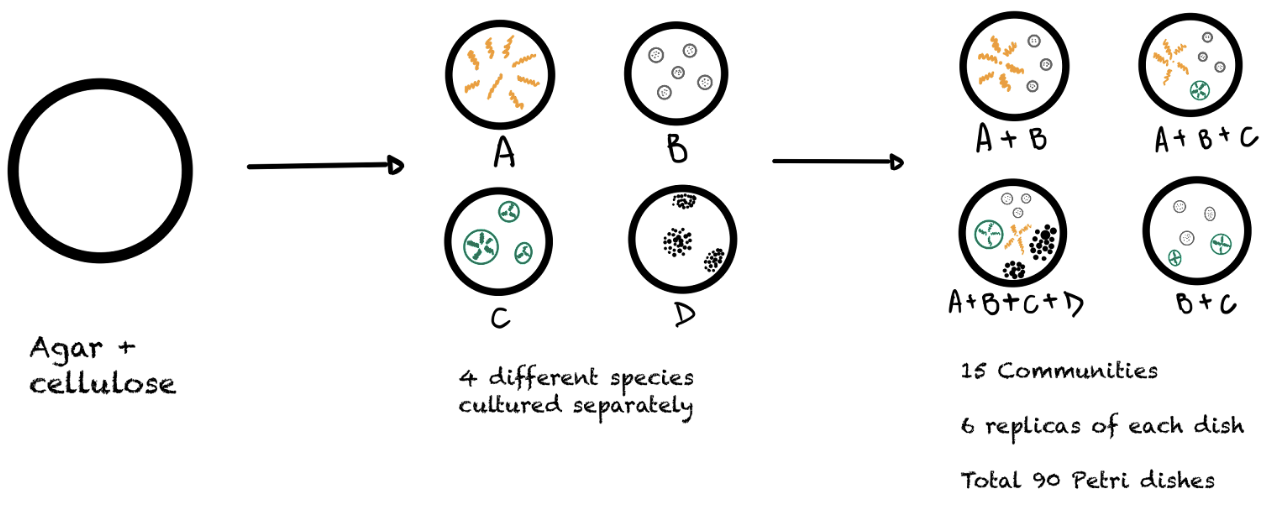 Agar +
cellulose
A
B
C
D
4 different species
cultured separately
A + B
A + B + C
A+B+C+D
B + C
15 Communities
6 replicas of each dish
Total 90 Petri dishes